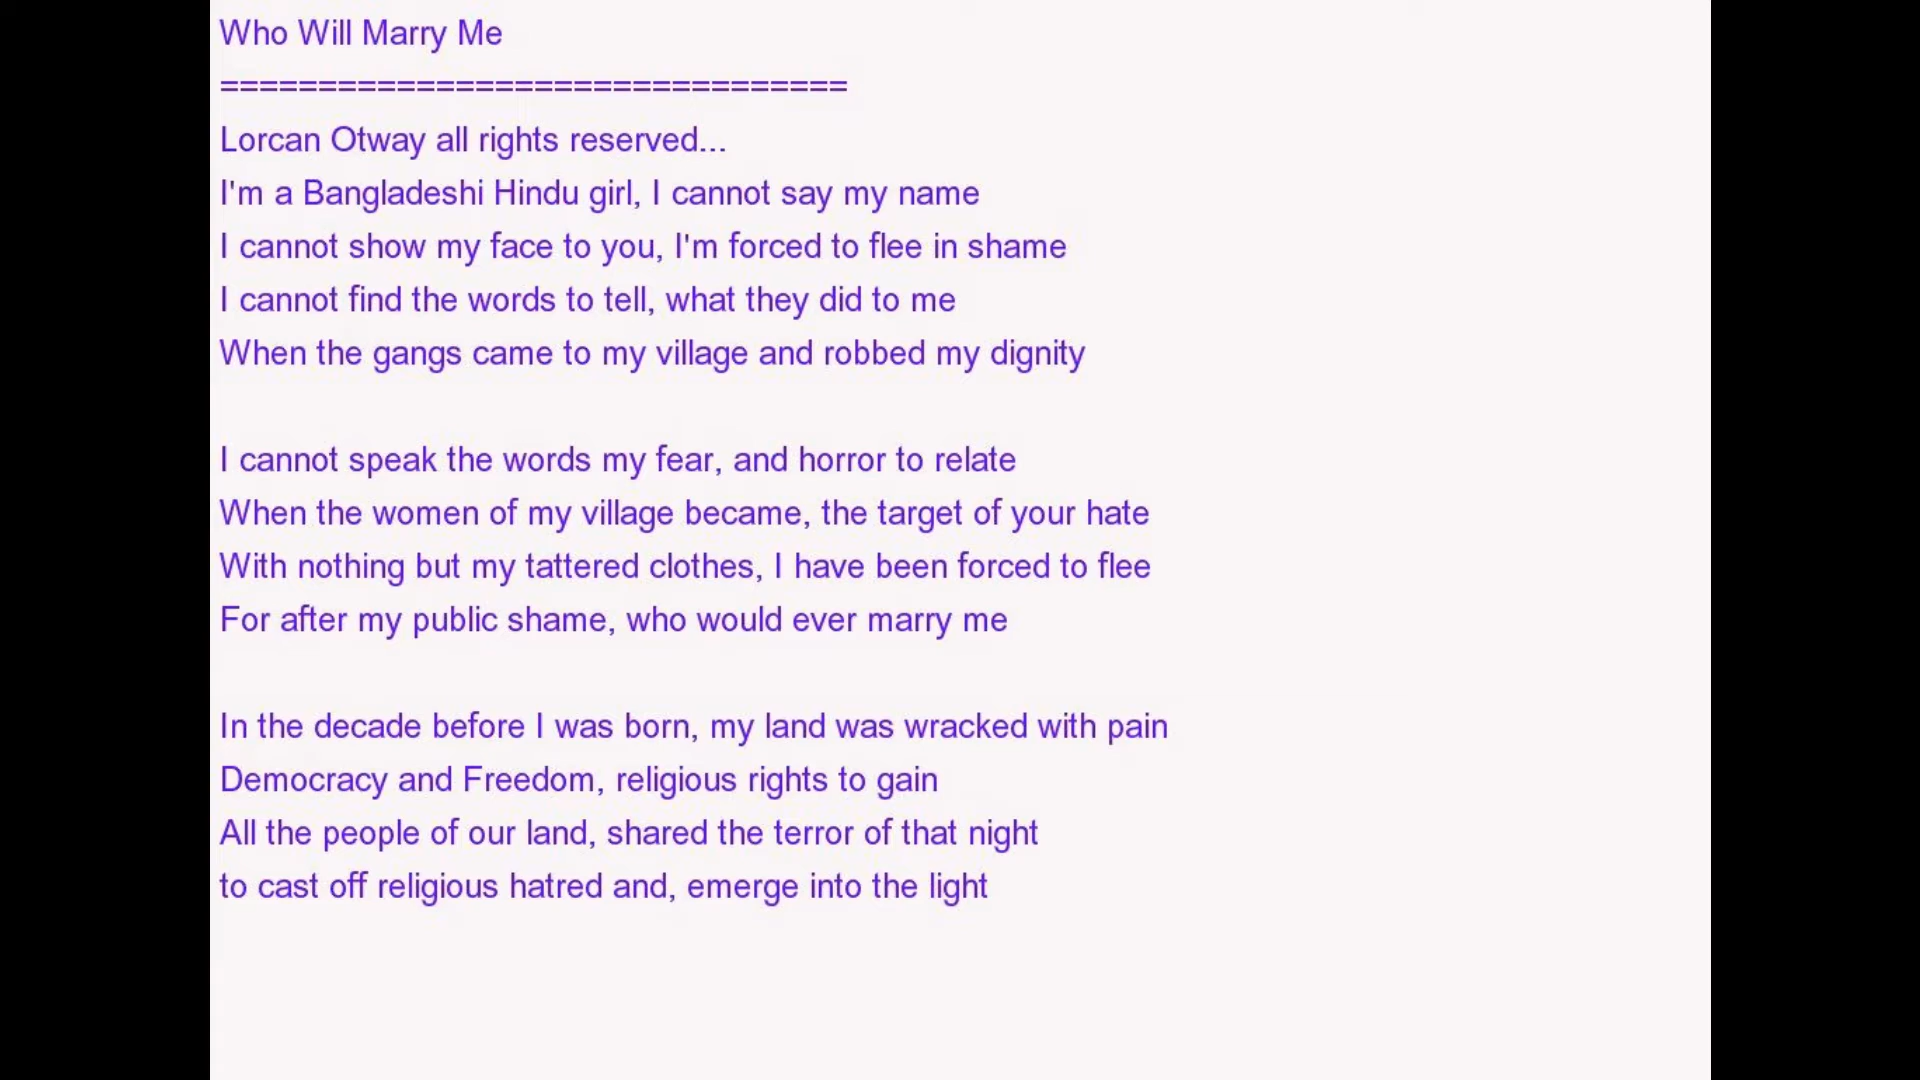 Who Will Marry Me
================================
Lorcan Otway all rights reserved...
I'm a Bangladeshi Hindu girl, I cannot say my name
I cannot show my face to you, I'm forced to flee in shame
I cannot find the words to tell, what they did to me
When the gangs came to my village and robbed my dignity

I cannot speak the words my fear, and horror to relate
When the women of my village became, the target of your hate
With nothing but my tattered clothes, I have been forced to flee
For after my public shame, who would ever marry me

In the decade before I was born, my land was wracked with pain
Democracy and Freedom, religious rights to gain
All the people of our land, shared the terror of that night
to cast off religious hatred and, emerge into the light